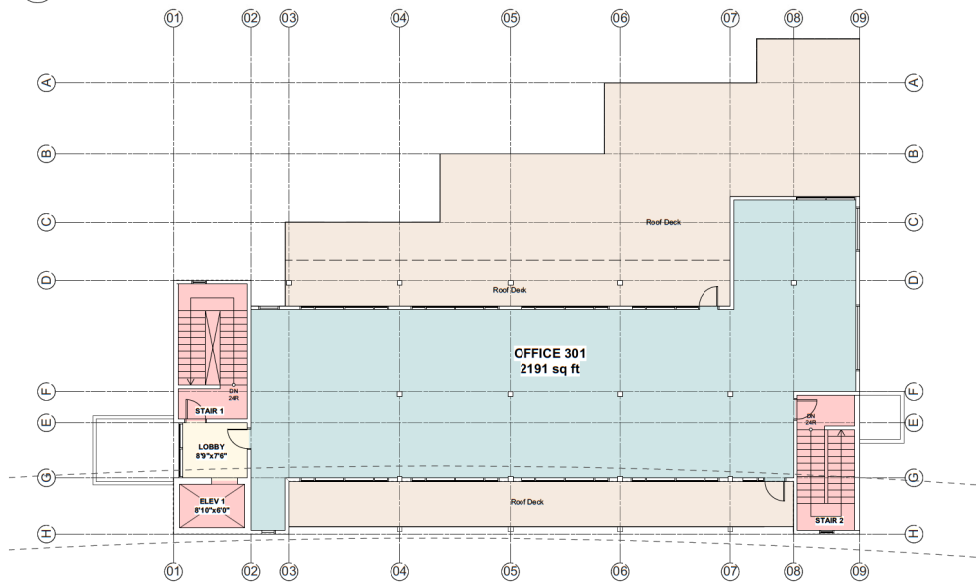 01
02
03
04
05
06
07
08
09
A
A
B
B
C
C
Roof Deck
D
D
Roof Deck
OFFICE 301
2191 sq ft
F
F
DN
24R
STAIR 1
DN
24R
E
E
LOBBY
8'9"x7'6"
G
G
ELEV 1
8'10"x6'0"
Roof Deck
STAIR 2
H
H
01
02
03
04
05
06
07
08
09